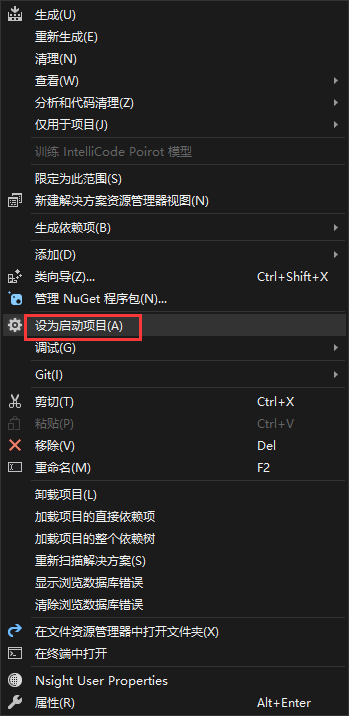 生成(U)
重新生成(E)
清理(N)
查看(W)
分析和代码清理(Z)
仅用于项目(J)
训练 IntelliCode Poirot 模型
限定为此范围(S)
新建解决方案资源管理器视图(N)
生成依赖项(B)
添加(D)
类向导(Z)... Ctrl+Shift+X
管理 NuGet 程序包(N)...
设为启动项目(A)
调试(G)
Git(I)
剪切(T) Ctrl+X
粘贴(P) Ctrl+V
移除(V) Del
重命名(M) F2
卸载项目(L)
加载项目的直接依赖项
加载项目的整个依赖树
重新扫描解决方案(S)
显示浏览数据库错误
清除浏览数据库错误
在文件资源管理器中打开文件夹(X)
在终端中打开
Nsight User Properties
属性(R) Alt+Enter